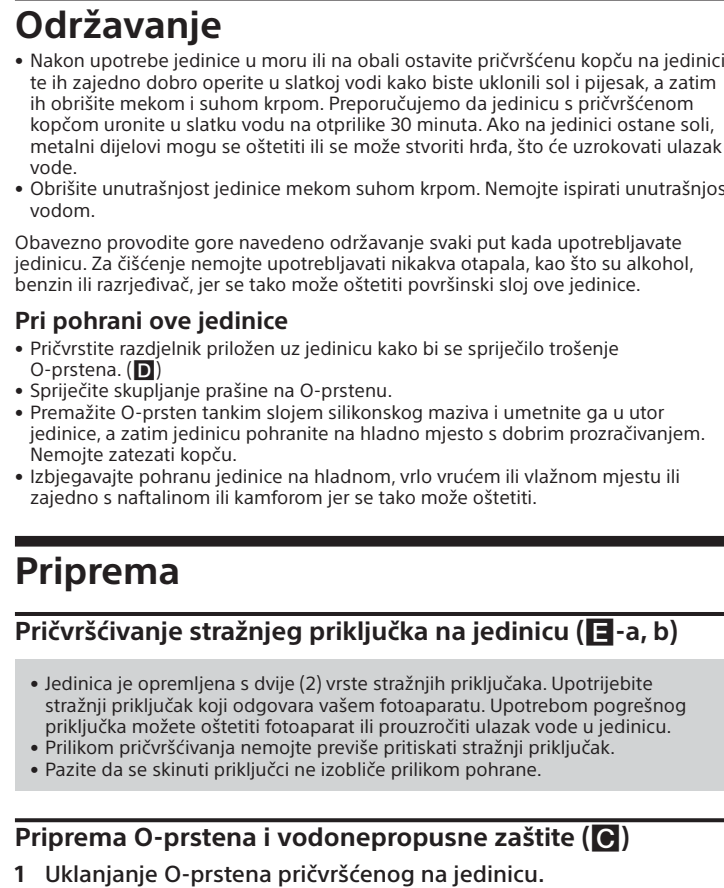 Održavanje
• Nakon upotrebe jedinice u moru ili na obali ostavite pričvršćenu kopču na jedinici
te ih zajedno dobro operite u slatkoj vodi kako biste uklonili sol i pijesak, a zatim
ih obrišite mekom i suhom krpom. Preporučujemo da jedinicu s pričvršćenom
kopčom uronite u slatku vodu na otprilike 30 minuta. Ako na jedinici ostane soli,
metalni dijelovi mogu se oštetiti ili se može stvoriti hrđa, što će uzrokovati ulazak
vode.
• Obrišite unutrašnjost jedinice mekom suhom krpom. Nemojte ispirati unutrašnjos
vodom.
Obavezno provodite gore navedeno održavanje svaki put kada upotrebljavate
jedinicu. Za čišćenje nemojte upotrebljavati nikakva otapala, kao što su alkohol,
benzin ili razrjeđivač, jer se tako može oštetiti površinski sloj ove jedinice.
Pri pohrani ove jedinice
• Pričvrstite razdjelnik priložen uz jedinicu kako bi se spriječilo trošenje
O-prstena. (D)
• Spriječite skupljanje prašine na O-prstenu.
• Premažite O-prsten tankim slojem silikonskog maziva i umetnite ga u utor
jedinice, a zatim jedinicu pohranite na hladno mjesto s dobrim prozračivanjem.
Nemojte zatezati kopču.
• Izbjegavajte pohranu jedinice na hladnom, vrlo vrućem ili vlažnom mjestu ili
zajedno s naftalinom ili kamforom jer se tako može oštetiti.
Priprema
Pričvršćivanje stražnjeg priključka na jedinicu (E-a, b)
• Jedinica je opremljena s dvije (2) vrste stražnjih priključaka. Upotrijebite
stražnji priključak koji odgovara vašem fotoaparatu. Upotrebom pogrešnog
priključka možete oštetiti fotoaparat ili prouzročiti ulazak vode u jedinicu.
• Prilikom pričvršćivanja nemojte previše pritiskati stražnji priključak.
• Pazite da se skinuti priključci ne izobliče prilikom pohrane.
Priprema O-prstena i vodonepropusne zaštite (C)
1 Uklanjanje O-prstena pričvršćenog na jedinicu.